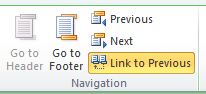 Go to
Header
Go to
Footer
Previous
Next
Link to Previous
Navigation